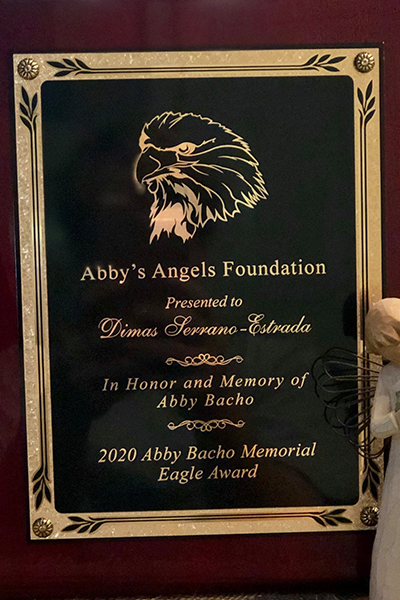 Abby's Angels Foundation
Presented to
Dimas Serrano-Estrada
In Honor and Memory of
Abby Bacho
2020 Abby Bacho Memorial
Eagle Award